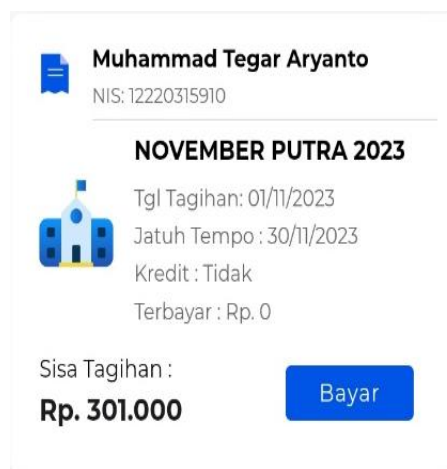 Muhammad Tegar Aryanto
NIS: 12220315910
NOVEMBER PUTRA 2023
Tgl Tagihan: 01/11/2023
Jatuh Tempo : 30/11/2023
Kredit : Tidak
Terbayar : Rp. 0
Sisa Tagihan :
Rp. 301.000
Bayar